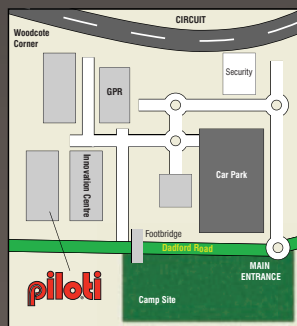 CIRCUIT
Woodcote
Corner
Security
GPR
Innovation Centre
Car Park
Footbridge
Dadford Road
MAIN
ENTRANCE
piloti
Camp Site